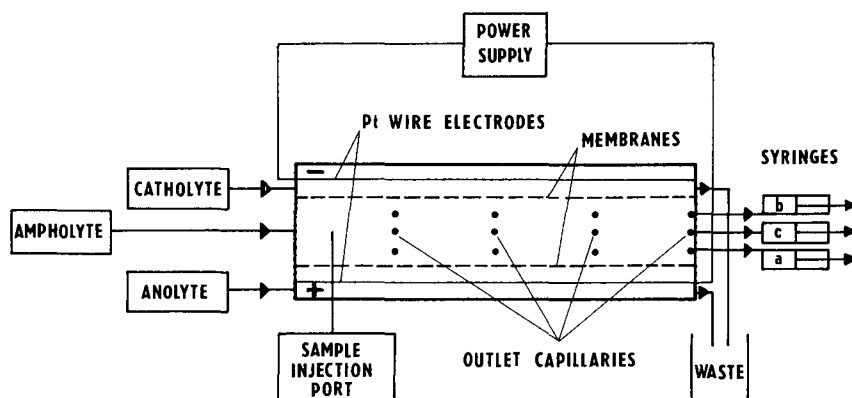 POWER
SUPPLY
Pt WIRE ELECTRODES
MEMBRANES
SYRINGES
−
CATHOLYTE
b
AMPHOLYTE
c
a
ANOLYTE
+
SAMPLE
INJECTION
PORT
OUTLET CAPILLARIES
WASTE